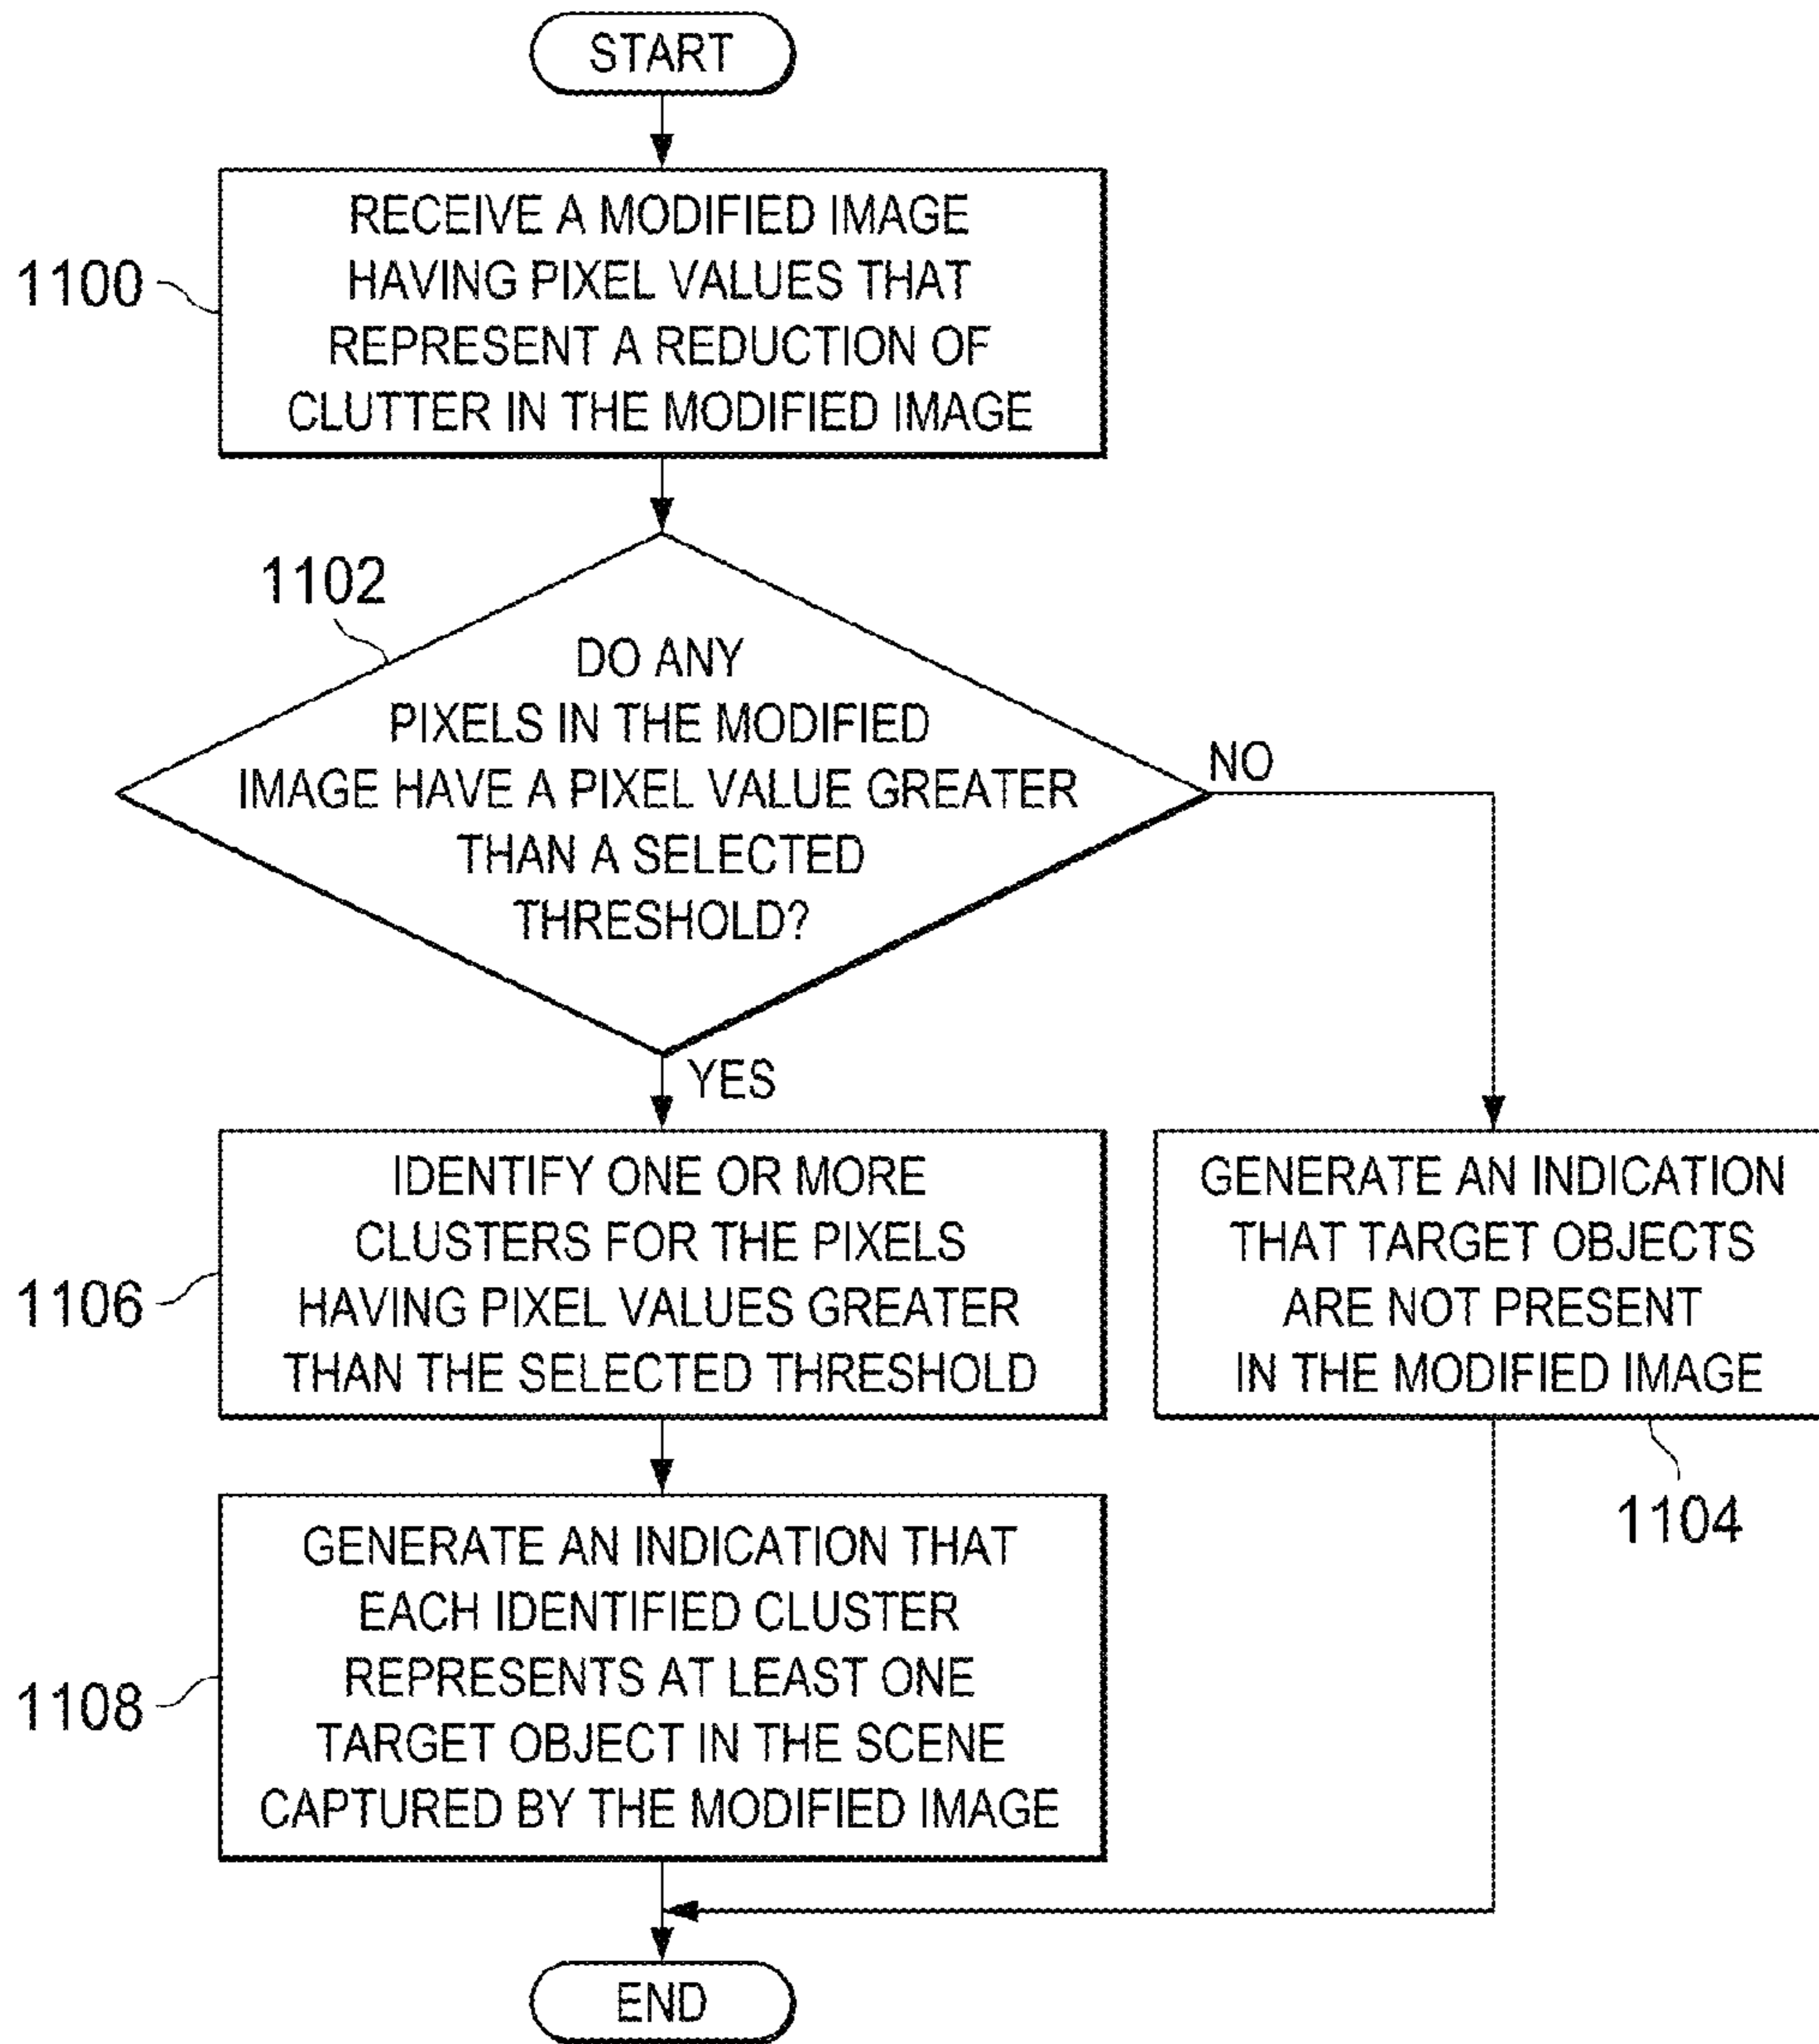 START
RECEIVE A MODIFIED IMAGE
HAVING PIXEL VALUES THAT
REPRESENT A REDUCTION OF
CLUTTER IN THE MODIFIED IMAGE
1100
1102
DO ANY
PIXELS IN THE MODIFIED
IMAGE HAVE A PIXEL VALUE GREATER
THAN A SELECTED
THRESHOLD?
NO
YES
IDENTIFY ONE OR MORE
CLUSTERS FOR THE PIXELS
HAVING PIXEL VALUES GREATER
THAN THE SELECTED THRESHOLD
1106
GENERATE AN INDICATION
THAT TARGET OBJECTS
ARE NOT PRESENT
IN THE MODIFIED IMAGE
1104
GENERATE AN INDICATION THAT
EACH IDENTIFIED CLUSTER
REPRESENTS AT LEAST ONE
TARGET OBJECT IN THE SCENE
CAPTURED BY THE MODIFIED IMAGE
1108
END